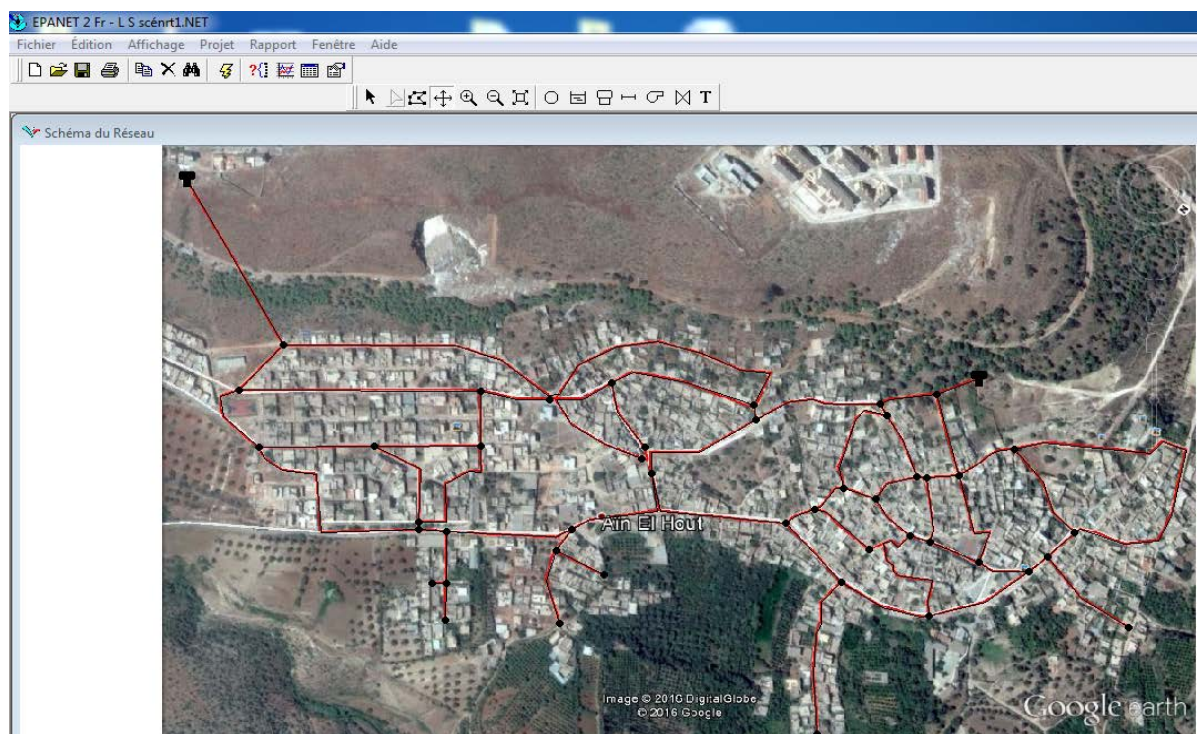 EPANET 2 Fr - L S scénrt1.NET
Fichier Édition Affichage Projet Rapport Fenêtre Aide
T
Schéma du Réseau
Aïn El Hout
Image © 2016 DigitalGlobe
© 2016 Google
Google earth